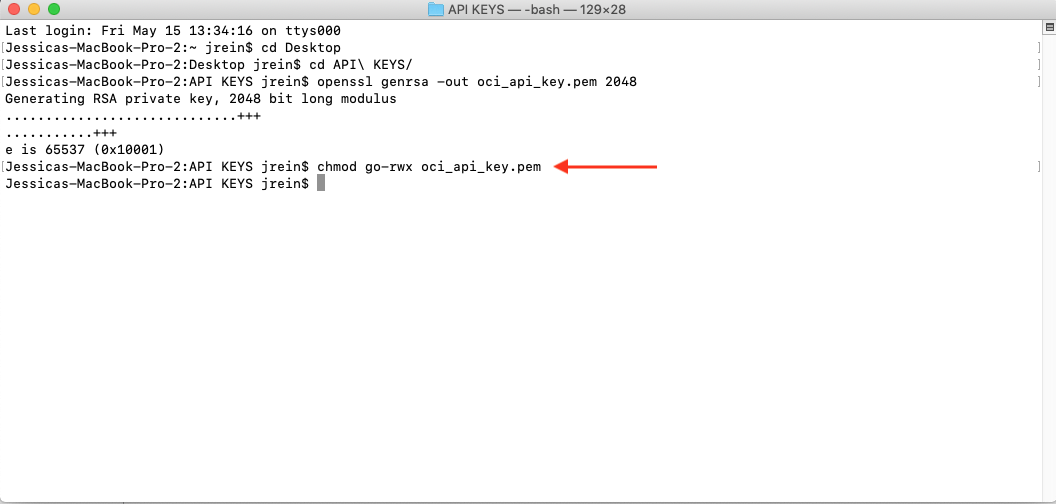 API KEYS — -bash — 129×28
Last login: Fri May 15 13:34:16 on ttys000
[Jessicas-MacBook-Pro-2:~ jrein$ cd Desktop ]
[Jessicas-MacBook-Pro-2:Desktop jrein$ cd API\ KEYS/ ]
[Jessicas-MacBook-Pro-2:API KEYS jrein$ openssl genrsa -out oci_api_key.pem 2048 ]
Generating RSA private key, 2048 bit long modulus
.............................+++
...........+++
e is 65537 (0x10001)
[Jessicas-MacBook-Pro-2:API KEYS jrein$ chmod go-rwx oci_api_key.pem ]
Jessicas-MacBook-Pro-2:API KEYS jrein$